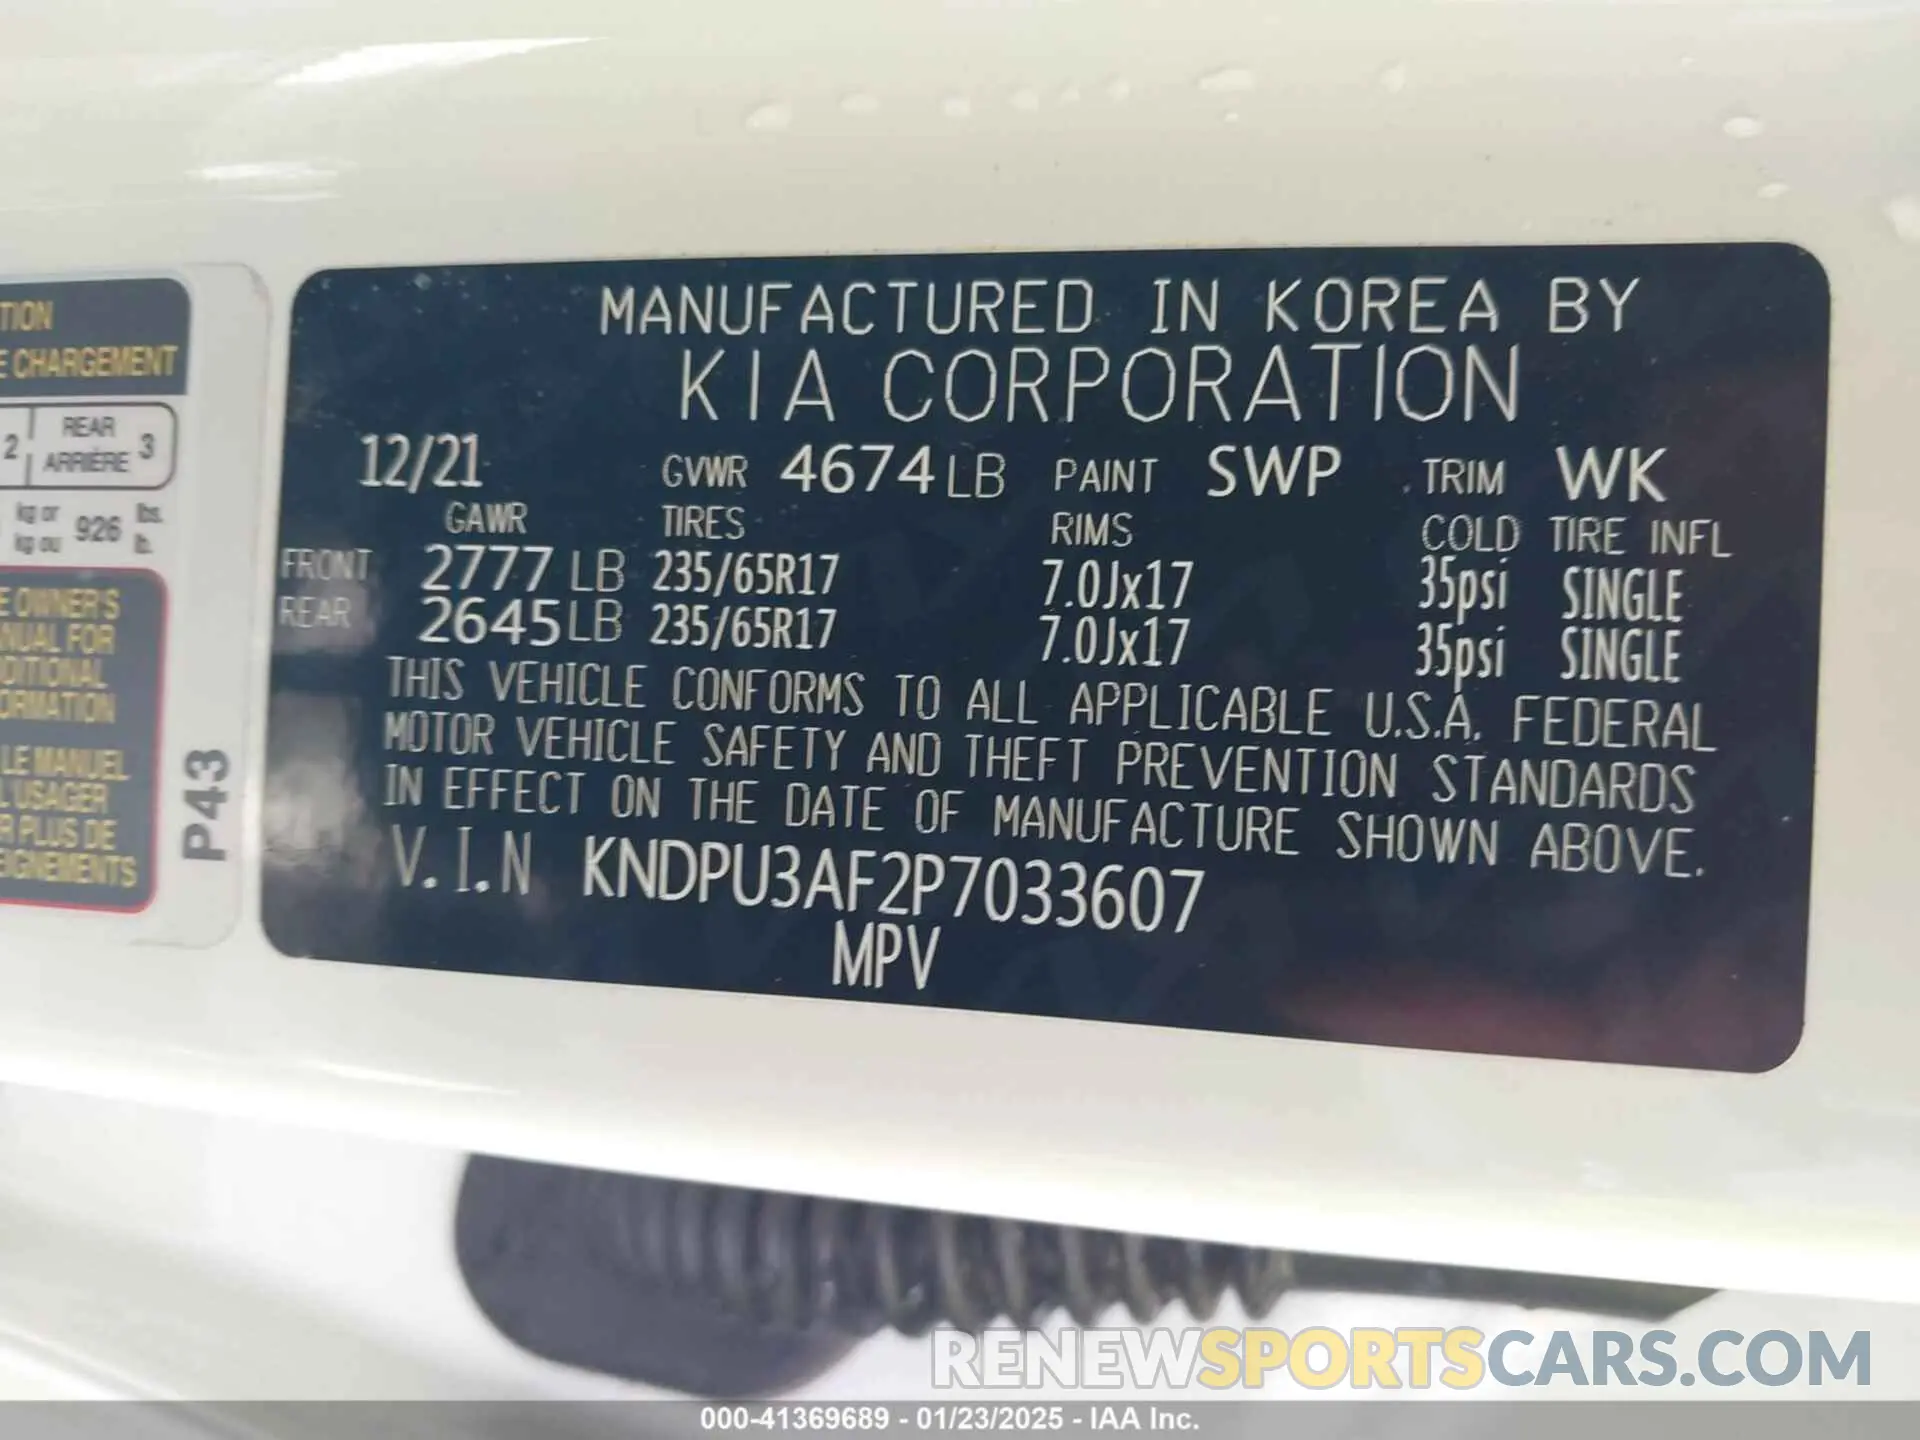 TION
E CHARGEMENT
2 REAR ARRIÈRE 3
kg or kg ou 926 lbs. lb.
E OWNER'S
ANUAL FOR
DDITIONAL
ORMATION
LE MANUEL
L'USAGER
R PLUS DE
EIGNEMENTS
P43
MANUFACTURED IN KOREA BY
KIA CORPORATION
12/21 GVWR 4674 LB PAINT SWP TRIM WK
GAWR TIRES RIMS COLD TIRE INFL
FRONT 2777 LB 235/65R17 7.0Jx17 35psi SINGLE
REAR 2645 LB 235/65R17 7.0Jx17 35psi SINGLE
THIS VEHICLE CONFORMS TO ALL APPLICABLE U.S.A. FEDERAL
MOTOR VEHICLE SAFETY AND THEFT PREVENTION STANDARDS
IN EFFECT ON THE DATE OF MANUFACTURE SHOWN ABOVE.
V.I.N KNDPU3AF2P7033607
MPV
RENEWSPORTSCARS.COM
000-41369689 - 01/23/2025 - IAA Inc.